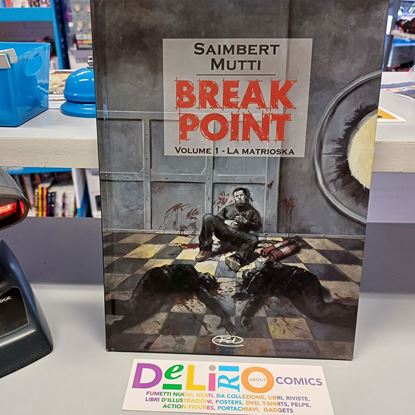 SAIMBERT
MUTTI
BREAK
POINT
VOLUME 1 - LA MATRIOSKA
DELIRIO ABOUT COMICS
FUMETTI NUOVI, USATI, DA COLLEZIONE, LIBRI, RIVISTE,
LIBRI D'ILLUSTRAZIONI, POSTERS, DVD, T-SHIRTS, FELPE,
ACTION FIGURES, PORTACHIAVI, GADGETS